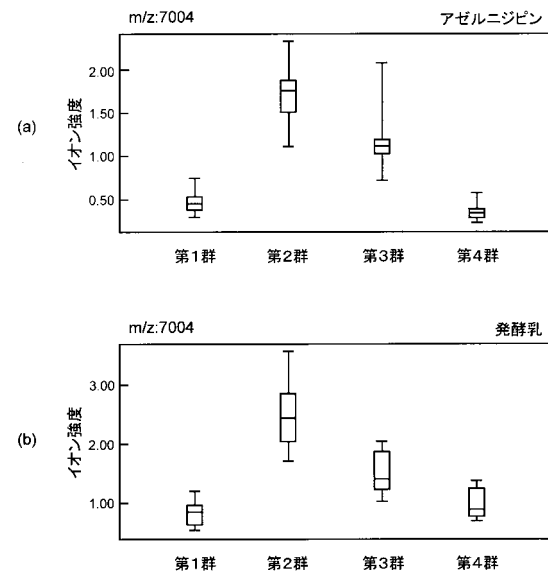 m/z:7004 アゼルニジピン
(a)
イオン強度
2.00
1.50
1.00
0.50
第1群 第2群 第3群 第4群
m/z:7004 発酵乳
(b)
イオン強度
3.00
2.00
1.00
第1群 第2群 第3群 第4群